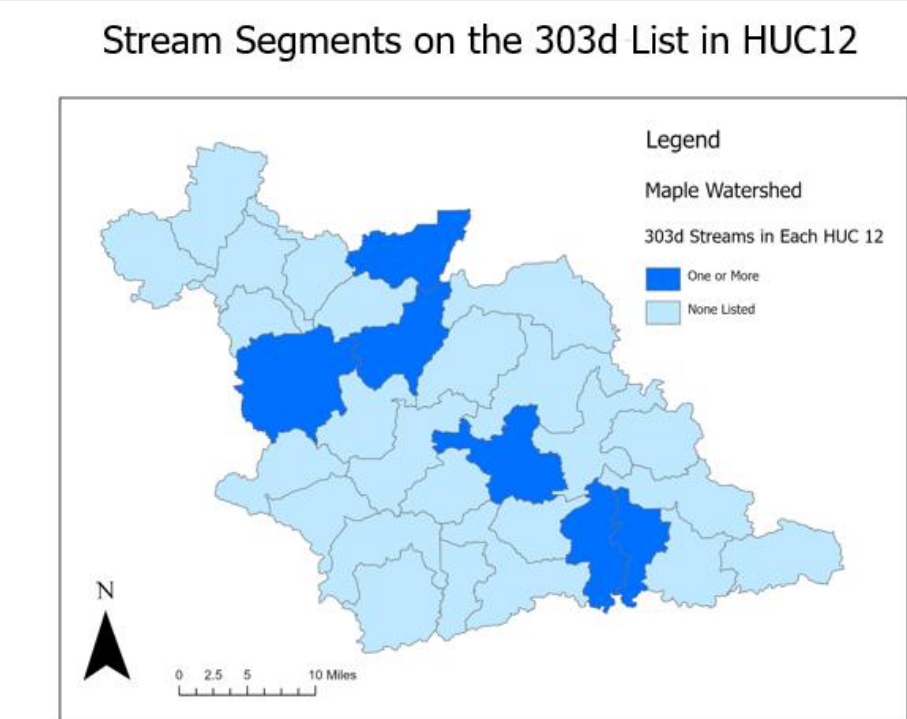 Stream Segments on the 303d List in HUC12
Legend
Maple Watershed
303d Streams in Each HUC 12
One or More
None Listed
N
0 2.5 5 10 Miles